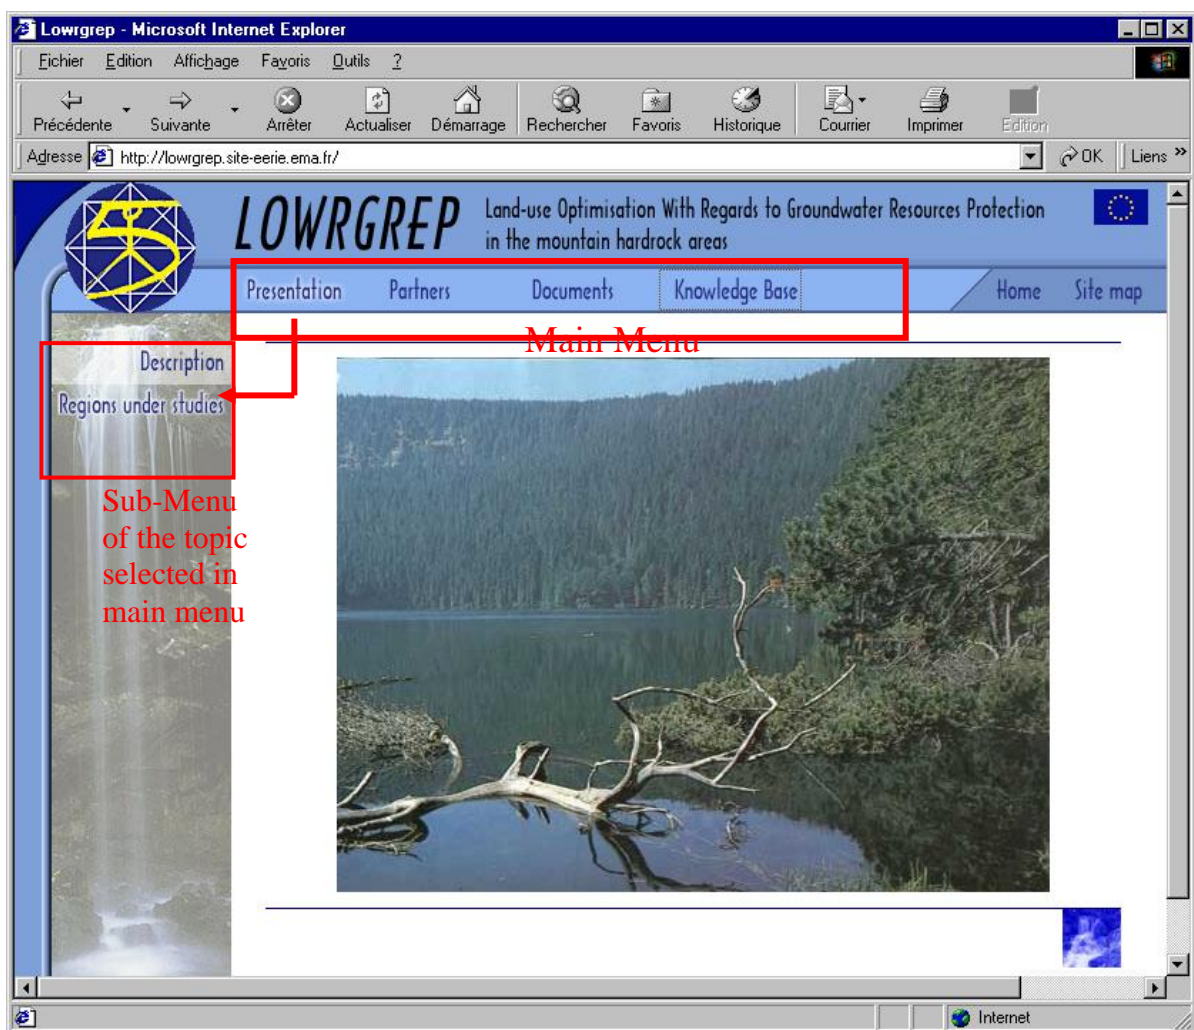 Lowrgrep - Microsoft Internet Explorer
Fichier Edition Affichage Favoris Outils ?
Précédente Suivante Arrêter Actualiser Démarrage Rechercher Favoris Historique Courrier Imprimer Edition
Adresse http://lowrgrep.site-eerie.ema.fr/ OK Liens »
LOWRGREP
Land-use Optimisation With Regards to Groundwater Resources Protection
in the mountain hardrock areas
Presentation Partners Documents Knowledge Base Home Site map
Main Menu
Description
Regions under studies
Sub-Menu
of the topic
selected in
main menu
Internet